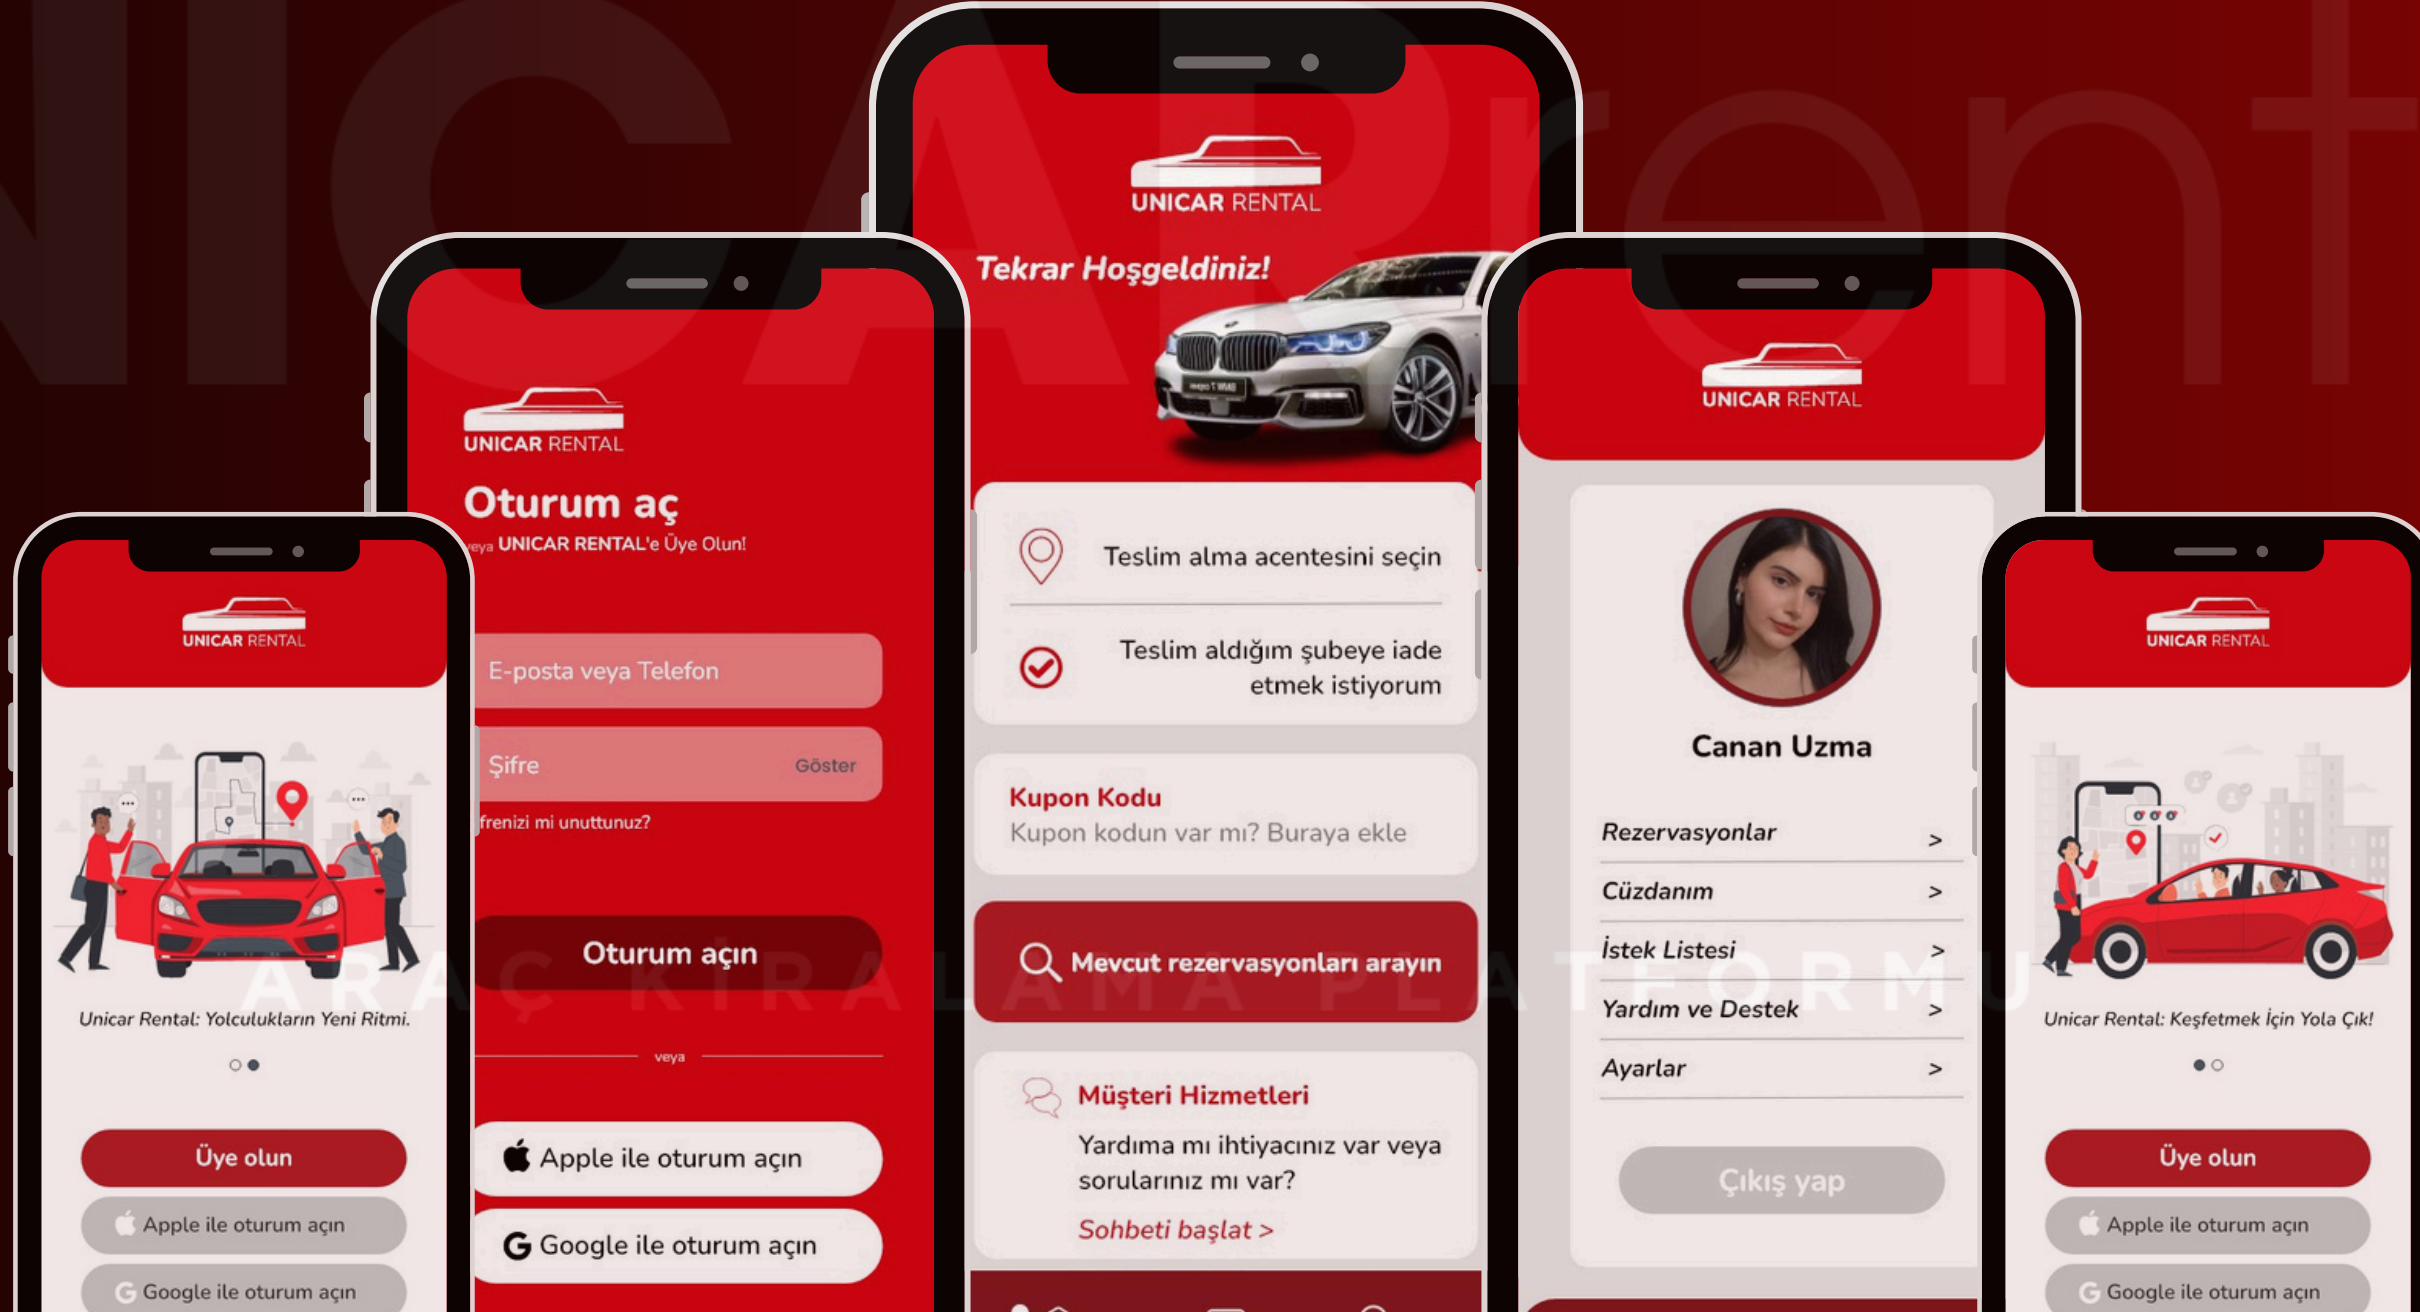 NICARrent
UNICAR RENTAL
Tekrar Hoşgeldiniz!
Teslim alma acentesini seçin
Teslim aldığım şubeye iade
etmek istiyorum
Kupon Kodu
Kupon kodun var mı? Buraya ekle
Mevcut rezervasyonları arayın
Müşteri Hizmetleri
Yardıma mı ihtiyacınız var veya
sorularınız mı var?
Sohbeti başlat >
UNICAR RENTAL
Oturum aç
veya UNICAR RENTAL'e Üye Olun!
E-posta veya Telefon
Şifre Göster
frenizi mi unuttunuz?
Oturum açın
veya
Apple ile oturum açın
G Google ile oturum açın
UNICAR RENTAL
Canan Uzma
Rezervasyonlar >
Cüzdanım >
İstek Listesi >
Yardım ve Destek >
Ayarlar >
Çıkış yap
UNICAR RENTAL
Unicar Rental: Yolculukların Yeni Ritmi.
Üye olun
Apple ile oturum açın
G Google ile oturum açın
UNICAR RENTAL
Unicar Rental: Keşfetmek İçin Yola Çık!
Üye olun
Apple ile oturum açın
G Google ile oturum açın
ARAÇ KİRALAMA PLATFORMU